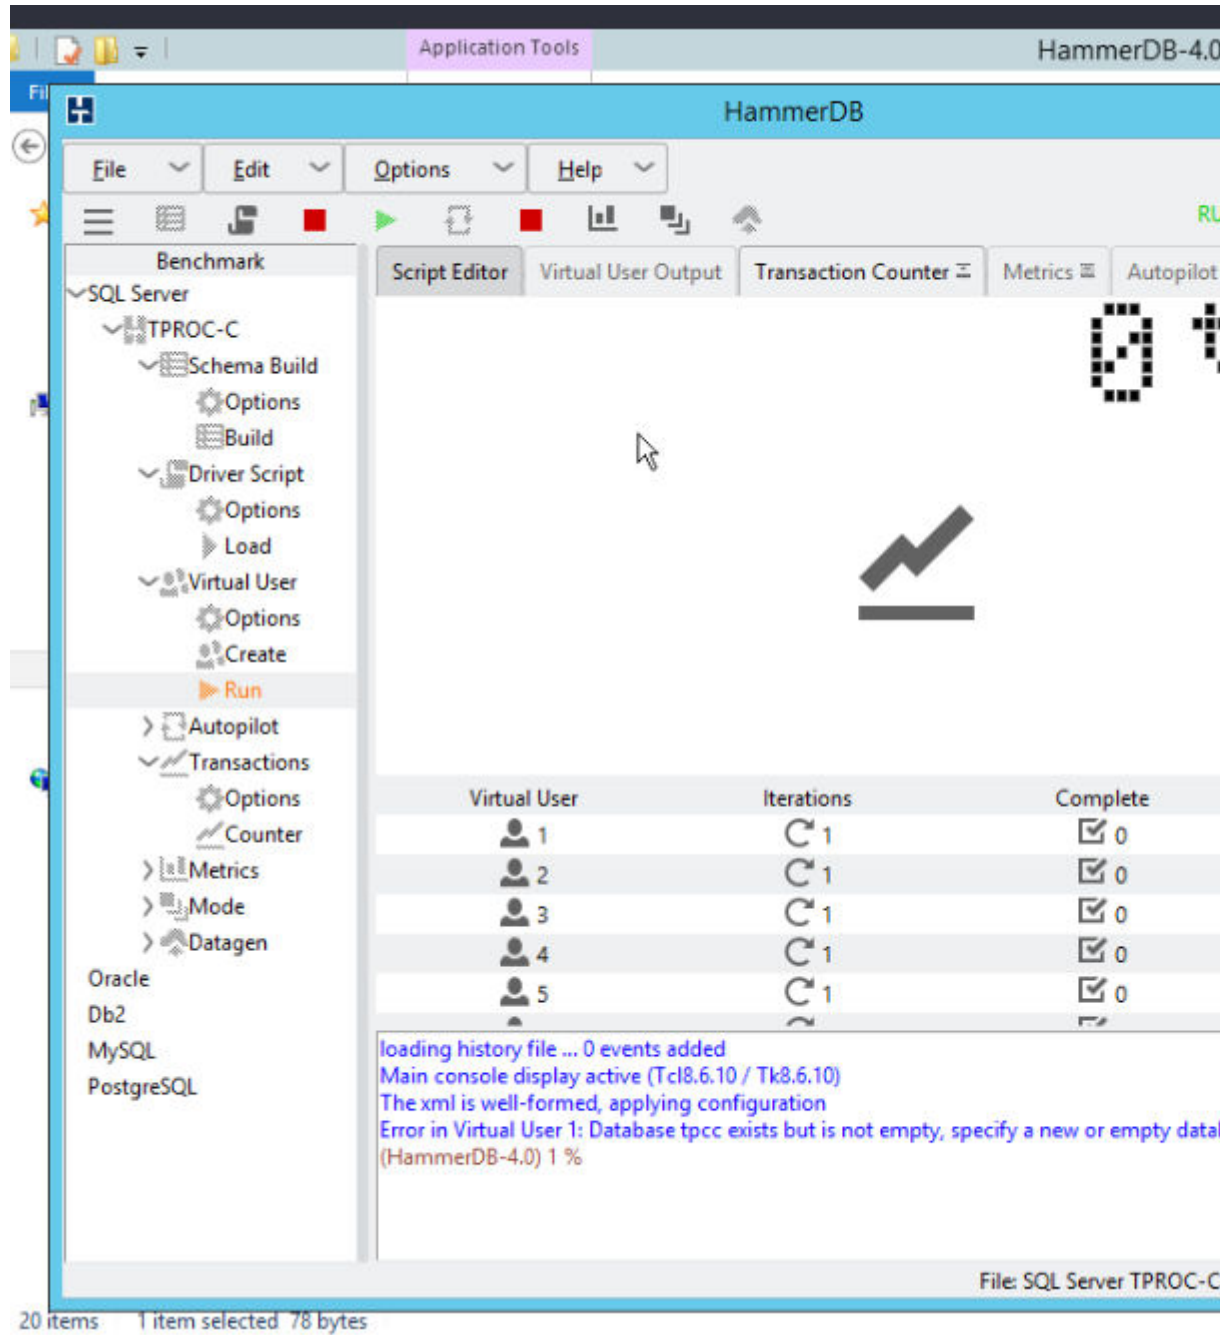 Application Tools
HammerDB-4.0
HammerDB
File Edit Options Help
Benchmark
Script Editor Virtual User Output Transaction Counter Metrics Autopilot
SQL Server
TPROC-C
Schema Build
Options
Build
Driver Script
Options
Load
Virtual User
Options
Create
Run
Autopilot
Transactions
Options
Counter
Metrics
Mode
Datagen
Oracle
Db2
MySQL
PostgreSQL
0 t
Virtual User Iterations Complete
1 1 0
2 1 0
3 1 0
4 1 0
5 1 0
loading history file ... 0 events added
Main console display active (Tcl8.6.10 / Tk8.6.10)
The xml is well-formed, applying configuration
Error in Virtual User 1: Database tpcc exists but is not empty, specify a new or empty
(HammerDB-4.0) 1 %
File: SQL Server TPROC-C
20 items 1 item selected 78 bytes